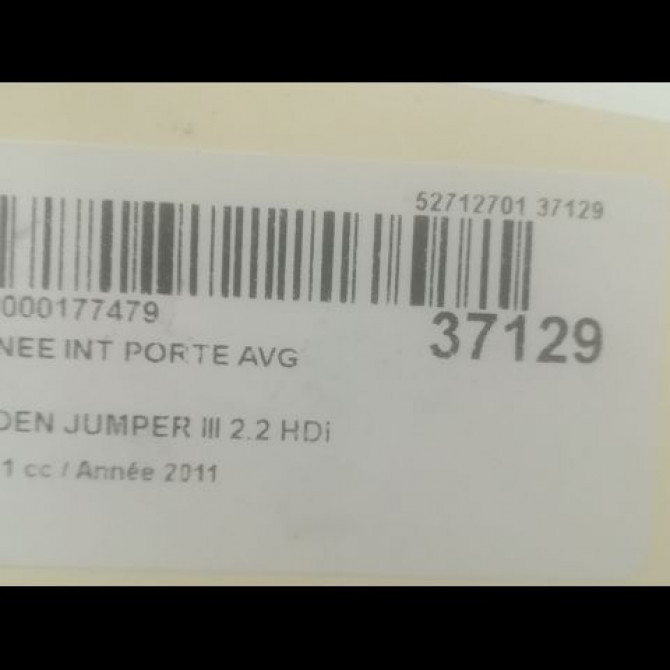 52712701 37129
000177479
37129
NEE INT PORTE AVG
DEN JUMPER III 2.2 HDi
1 cc / Année 2011